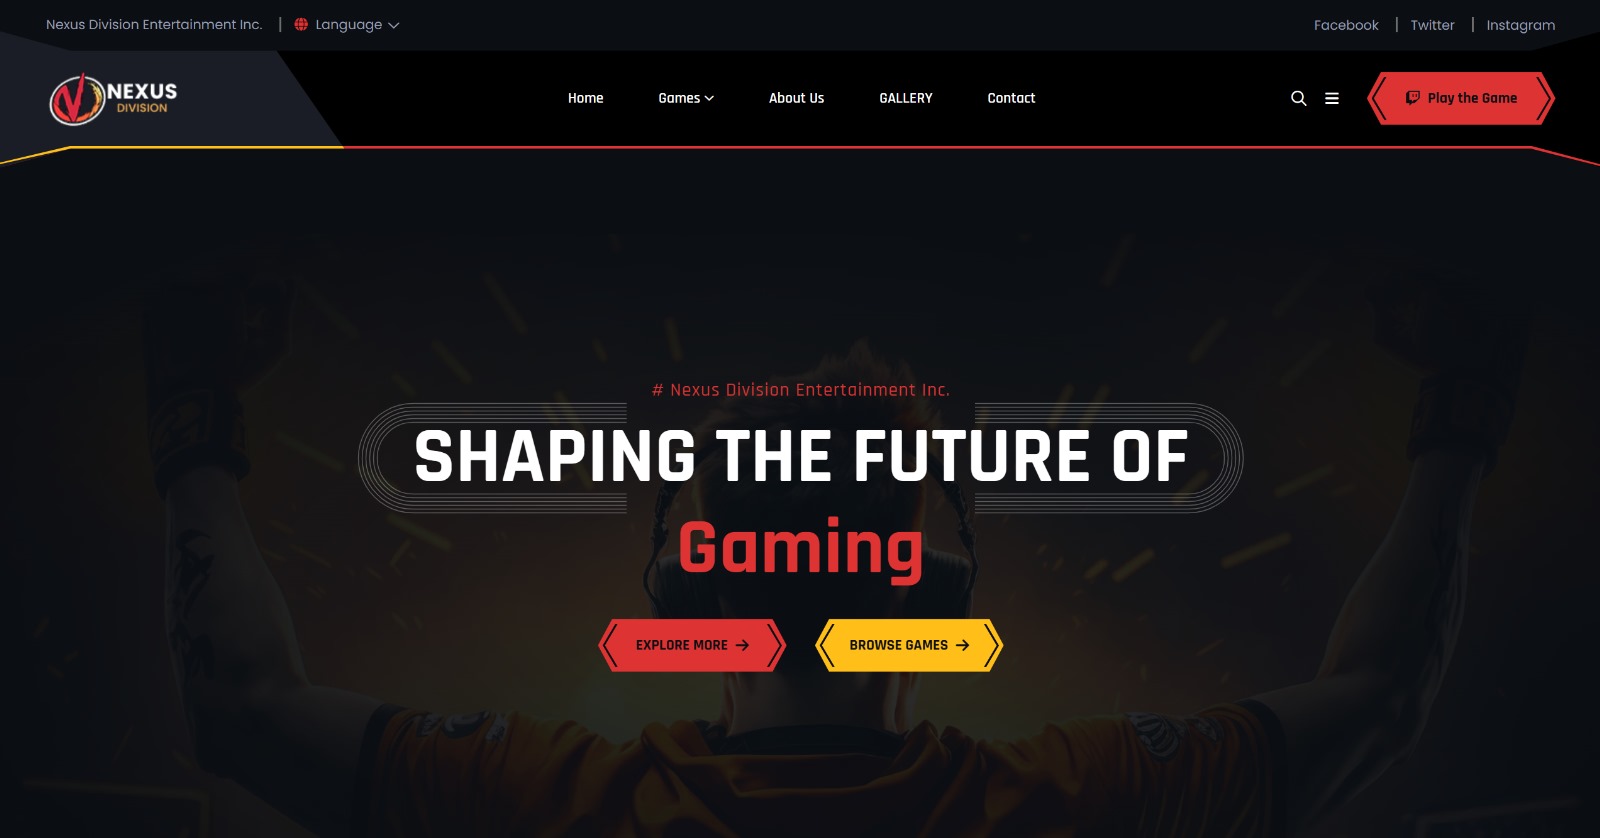 Nexus Division Entertainment Inc.
Language
Facebook
Twitter
Instagram
NEXUS
DIVISION
Home
Games
About Us
GALLERY
Contact
Play the Game
# Nexus Division Entertainment Inc.
SHAPING THE FUTURE OF
Gaming
EXPLORE MORE
BROWSE GAMES